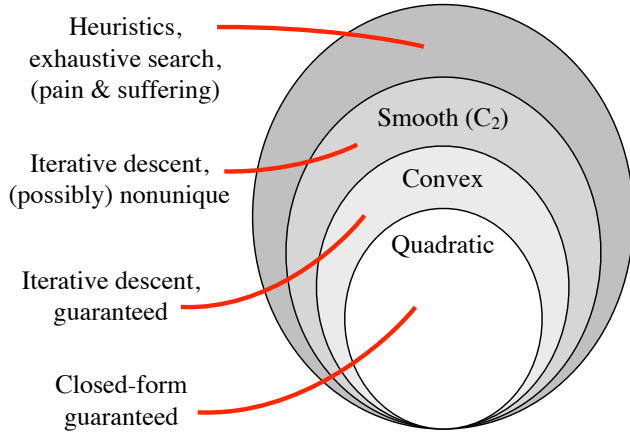 Heuristics,
exhaustive search,
(pain & suffering)
Smooth (C₂)
Iterative descent,
(possibly) nonunique
Convex
Quadratic
Iterative descent,
guaranteed
Closed-form
guaranteed